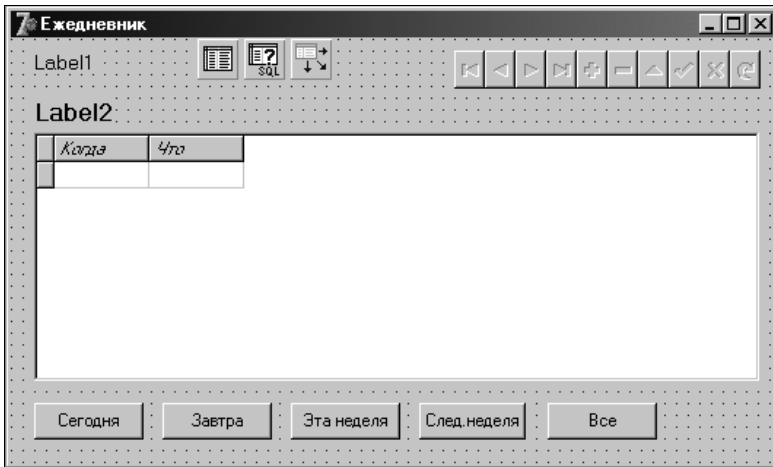 Ежедневник
Label1
SQL
Label2
Когда Что
Сегодня Завтра Эта неделя След.неделя Все